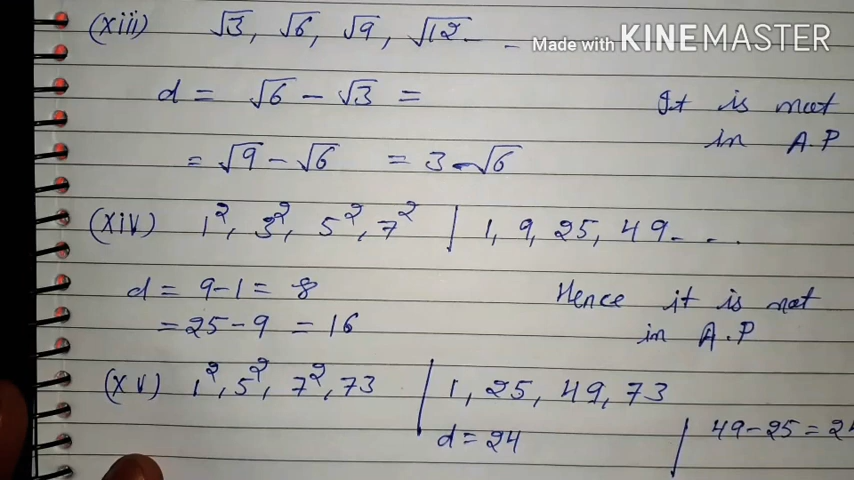 (xiii) √3, √6, √9, √12 - -
Made with KINEMASTER
d = √6 - √3 =
It is not
in A.P
= √9 - √6 = 3 - √6
(xiv) 1², 3², 5², 7² | 1, 9, 25, 49 - - -
d = 9 - 1 = 8
Hence it is not
= 25 - 9 = 16
in A.P
(xv) 1², 5², 7², 73 | 1, 25, 49, 73
d = 24 | 49 - 25 = 24